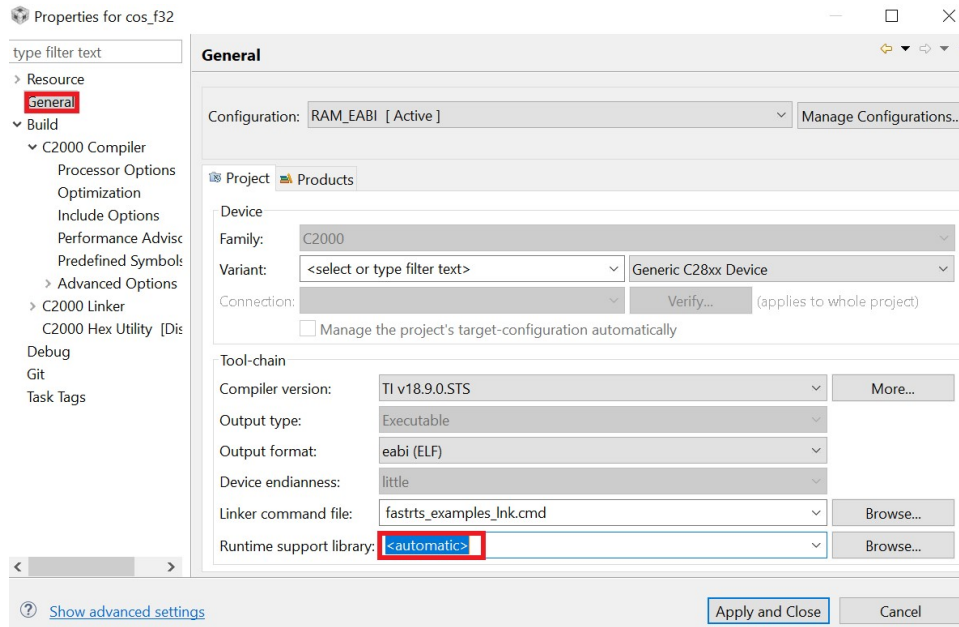 Properties for cos_f32
type filter text
Resource
General
Build
C2000 Compiler
Processor Options
Optimization
Include Options
Performance Adviso
Predefined Symbols
Advanced Options
C2000 Linker
C2000 Hex Utility [Dis
Debug
Git
Task Tags
General
Configuration: RAM_EABI [ Active ] Manage Configurations...
Project Products
Device
Family: C2000
Variant: <select or type filter text> Generic C28xx Device
Connection: Verify... (applies to whole project)
Manage the project's target-configuration automatically
Tool-chain
Compiler version: TI v18.9.0.STS More...
Output type: Executable
Output format: eabi (ELF)
Device endianness: little
Linker command file: fastrts_examples_lnk.cmd Browse...
Runtime support library: <automatic> Browse...
Show advanced settings Apply and Close Cancel